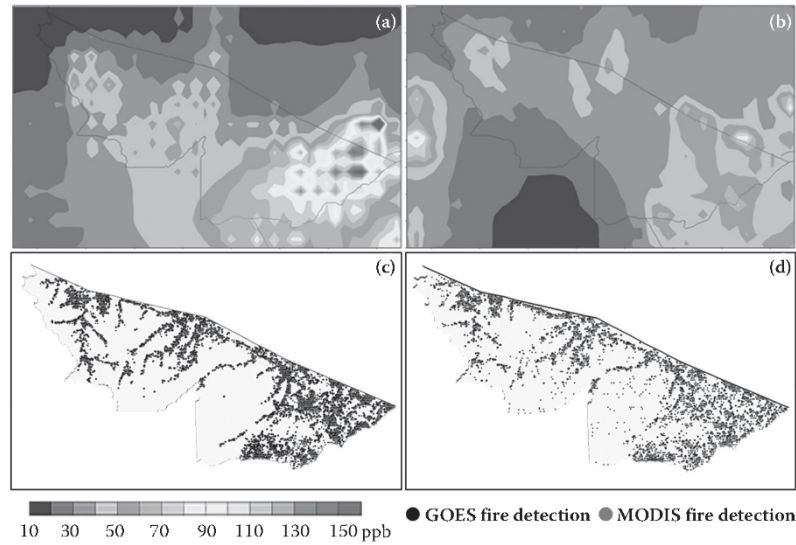 (a)
(b)
(c)
(d)
10 30 50 70 90 110 130 150 ppb
GOES fire detection MODIS fire detection